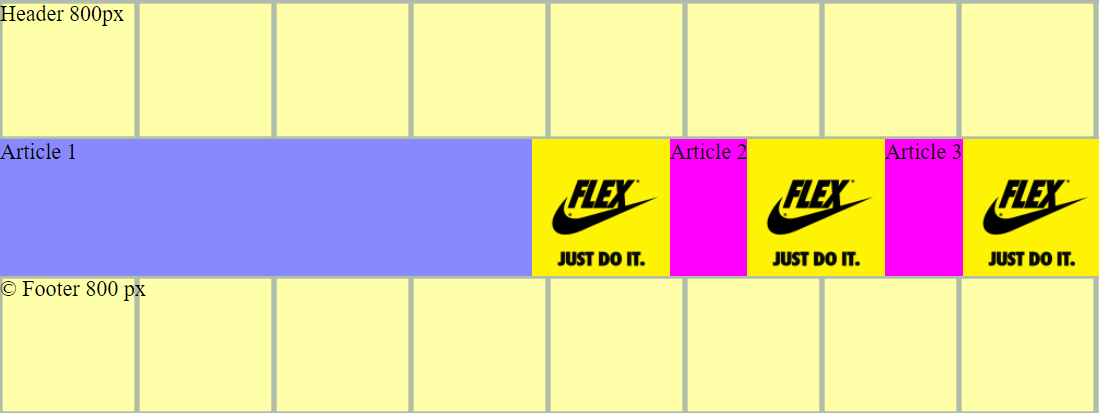 Header 800px
Article 1
FLEX
JUST DO IT.
Article 2
FLEX
JUST DO IT.
Article 3
FLEX
JUST DO IT.
© Footer 800 px